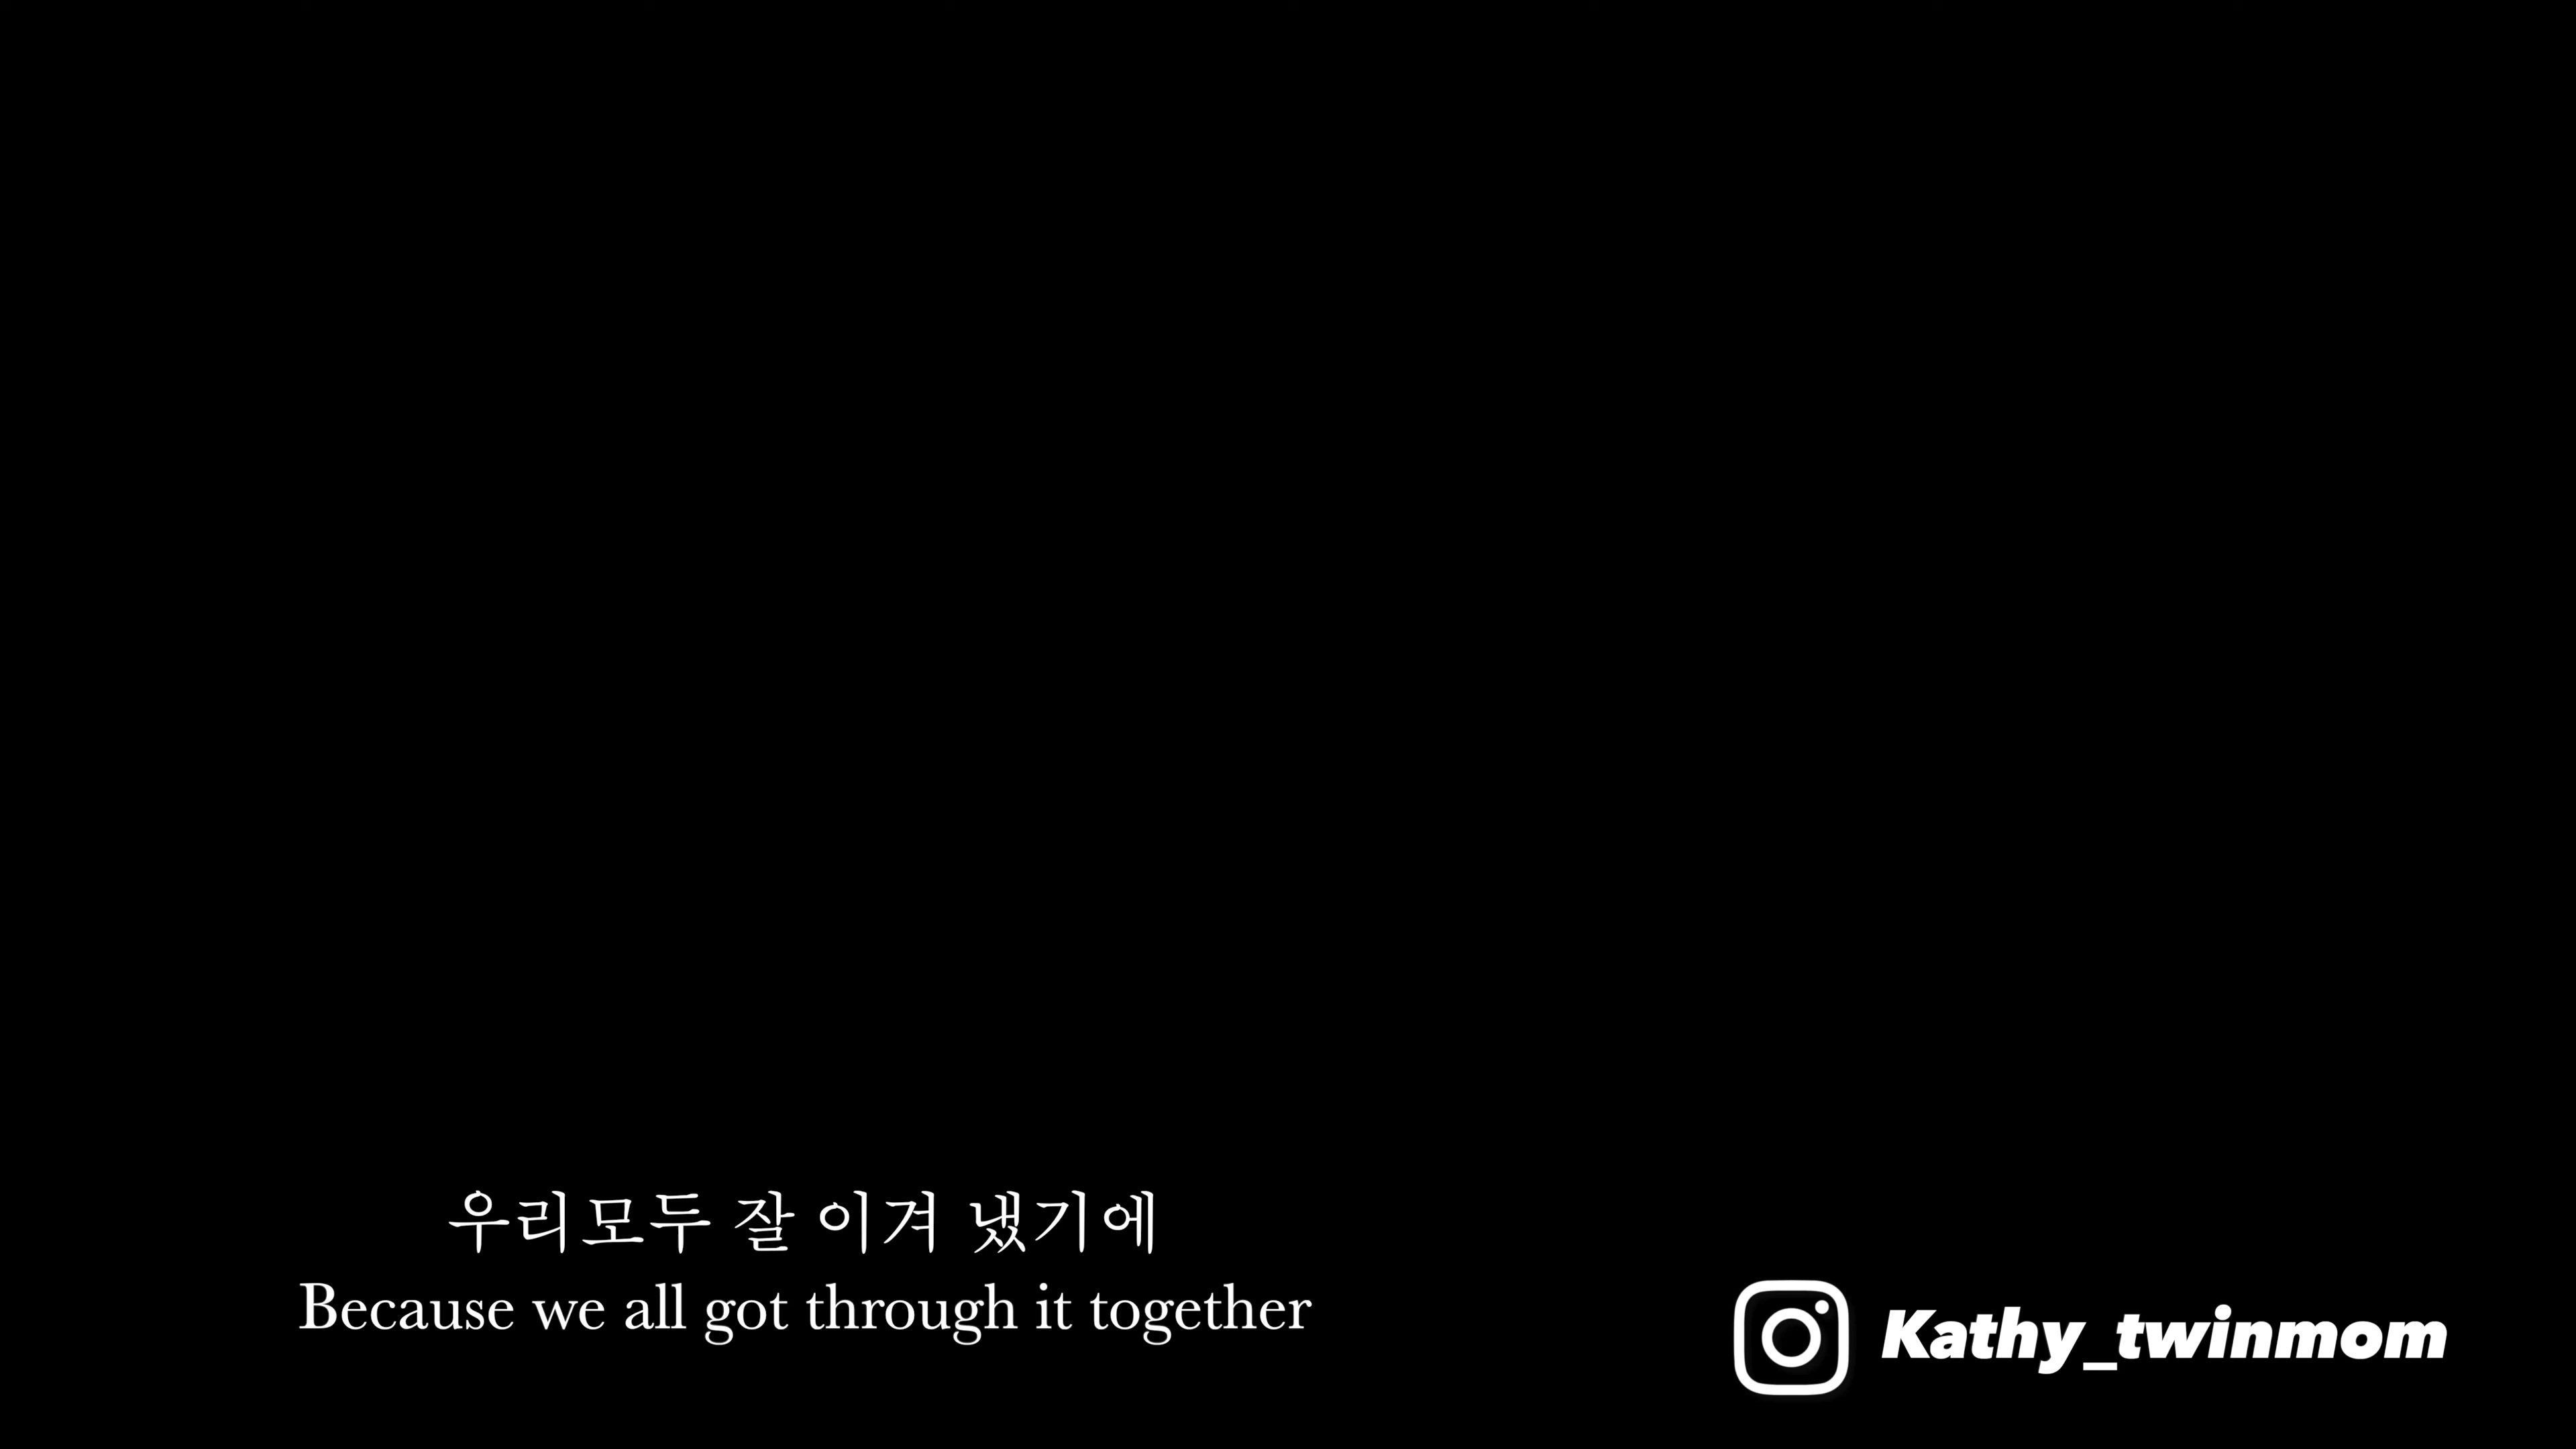 우리모두 잘 이겨 냈기에
Because we all got through it together
Kathy_twinmom